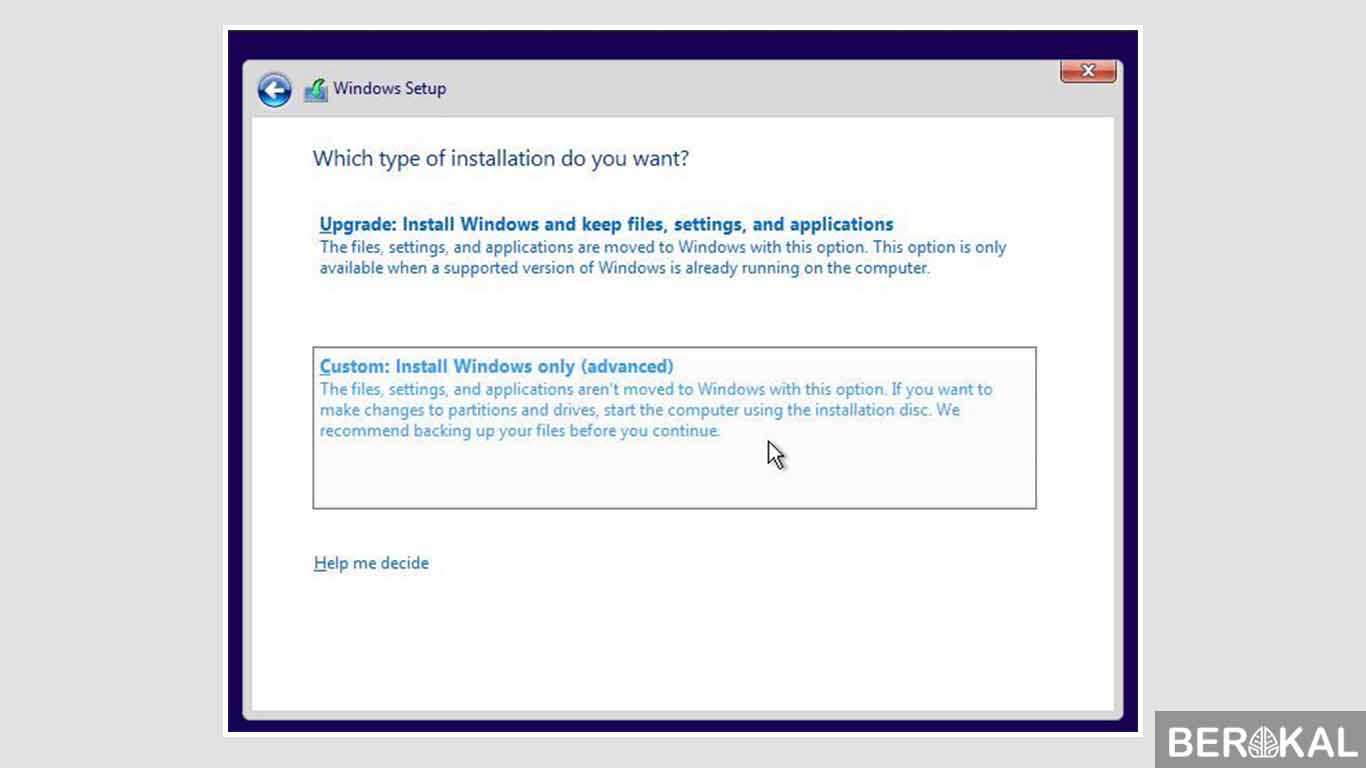 Windows Setup
Which type of installation do you want?
Upgrade: Install Windows and keep files, settings, and applications
The files, settings, and applications are moved to Windows with this option. This option is only
available when a supported version of Windows is already running on the computer.
Custom: Install Windows only (advanced)
The files, settings, and applications aren't moved to Windows with this option. If you want to
make changes to partitions and drives, start the computer using the installation disc. We
recommend backing up your files before you continue.
Help me decide
BEROKAL